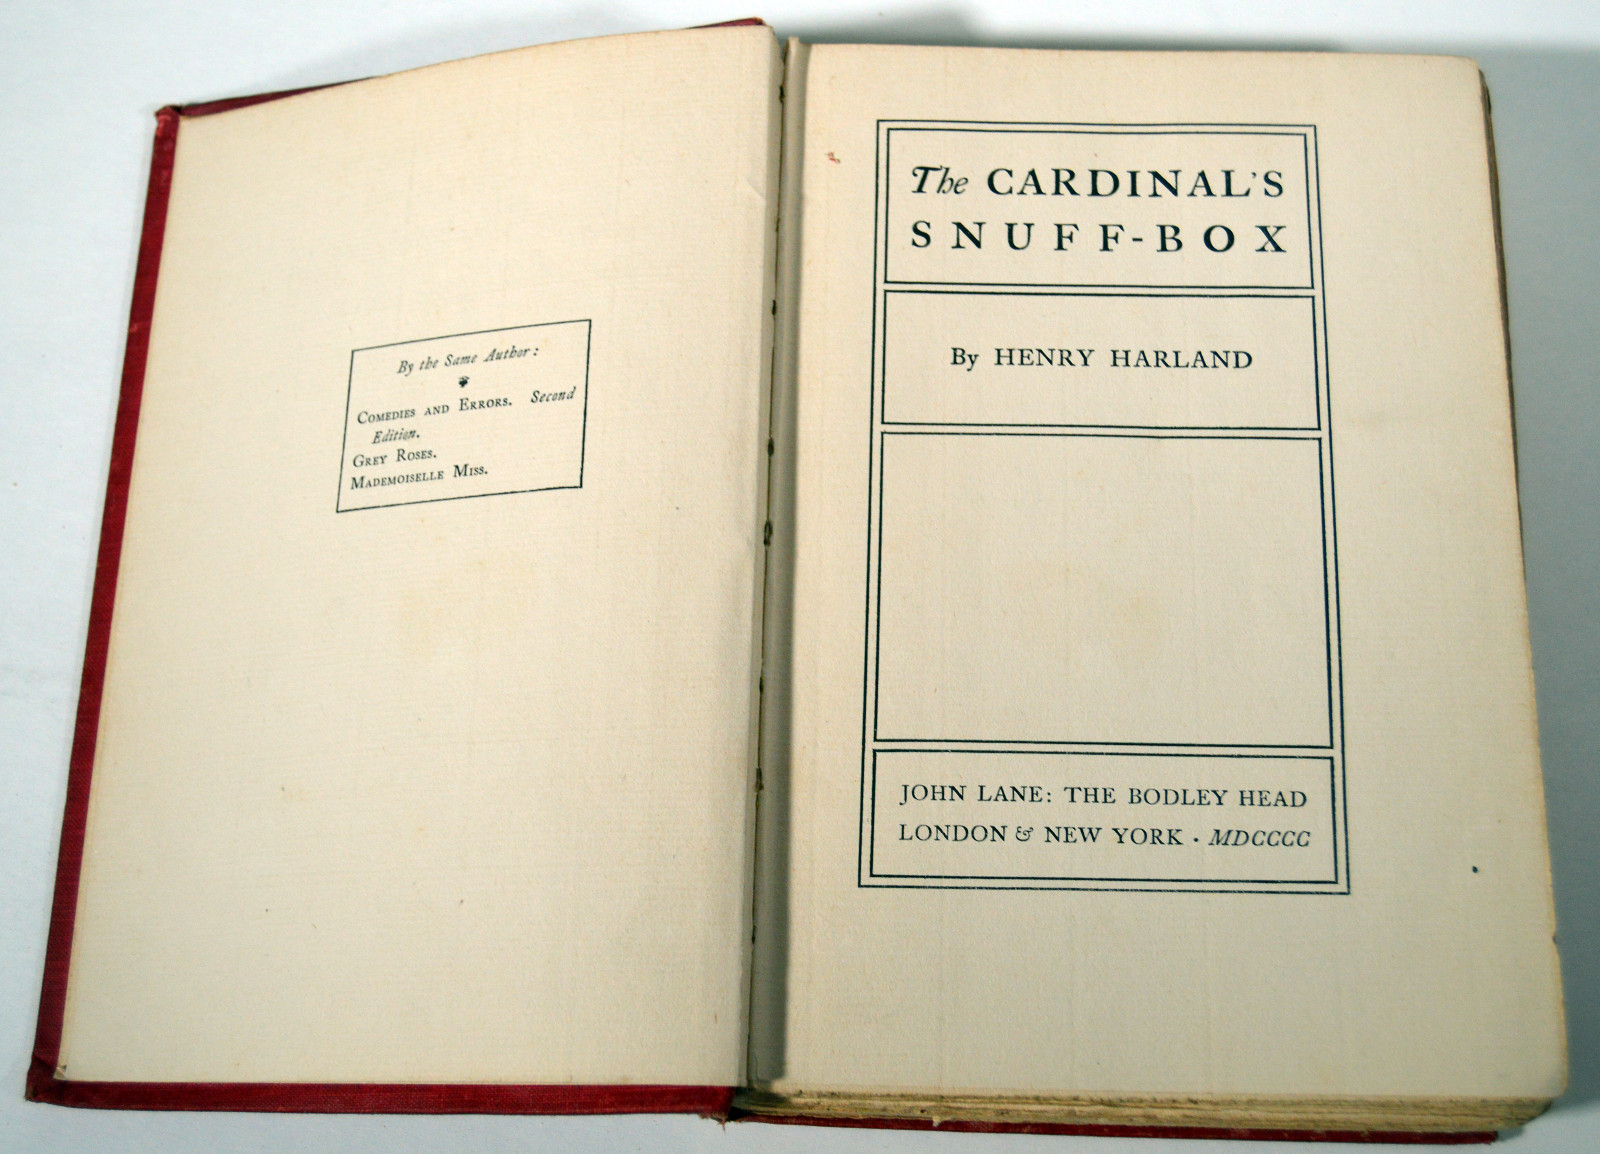 By the Same Author:
COMEDIES AND ERRORS. Second
Edition.
GREY ROSES.
MADEMOISELLE MISS.
The CARDINAL'S
SNUFF-BOX
By HENRY HARLAND
JOHN LANE: THE BODLEY HEAD
LONDON & NEW YORK · MDCCCC